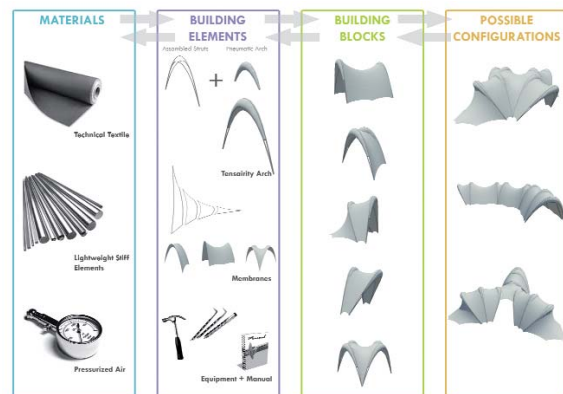 MATERIALS
Technical Textile
Lightweight Stiff
Elements
Pressurized Air
BUILDING
ELEMENTS
Assembled Struts
Pneumatic Arch
+
Tensairity Arch
Membranes
Equipment + Manual
BUILDING
BLOCKS
POSSIBLE
CONFIGURATIONS